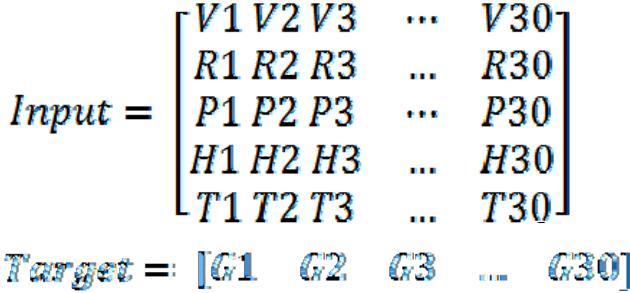 V1 V2 V3 ... V30
R1 R2 R3 ... R30
Input = P1 P2 P3 ... P30
H1 H2 H3 ... H30
T1 T2 T3 ... T30
Target = [G1 G2 G3 ... G30]